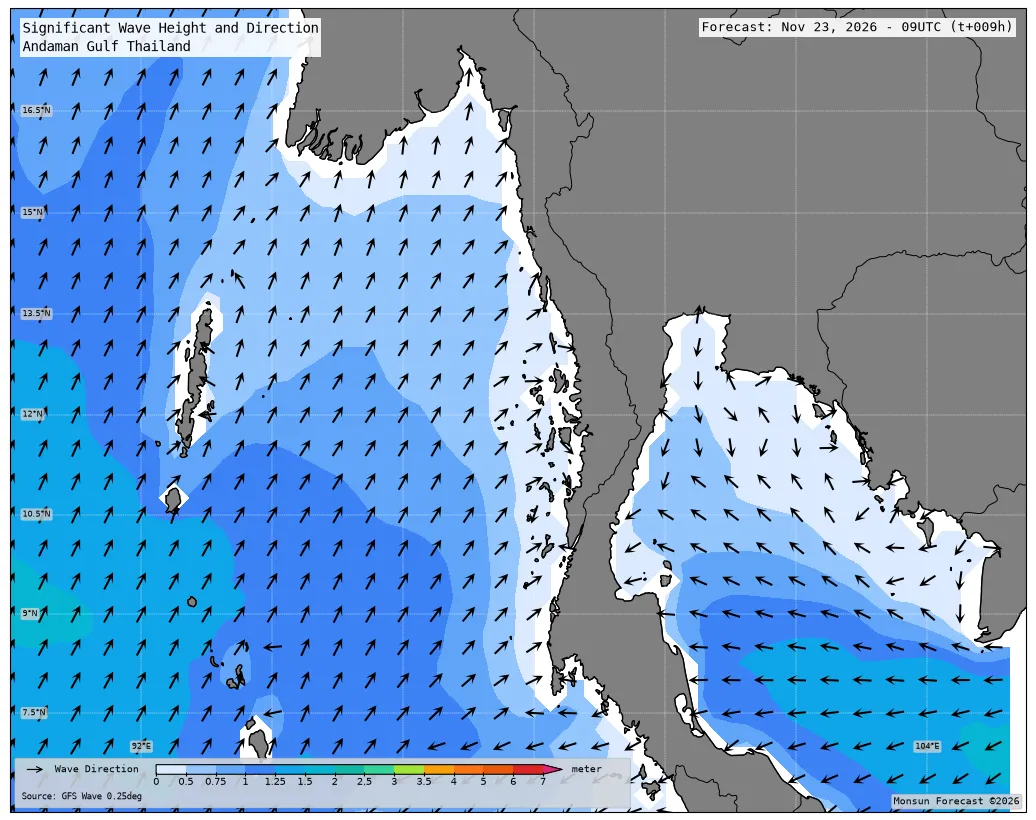 Significant Wave Height and Direction
Andaman Gulf Thailand
Forecast: Nov 23, 2026 - 09UTC (t+009h)
16.5°N
15°N
13.5°N
12°N
10.5°N
9°N
7.5°N
92°E
104°E
Wave Direction
0 0.5 0.75 1 1.25 1.5 2 2.5 3 3.5 4 5 6 7
meter
Source: GFS Wave 0.25deg
Monsun Forecast ©2026